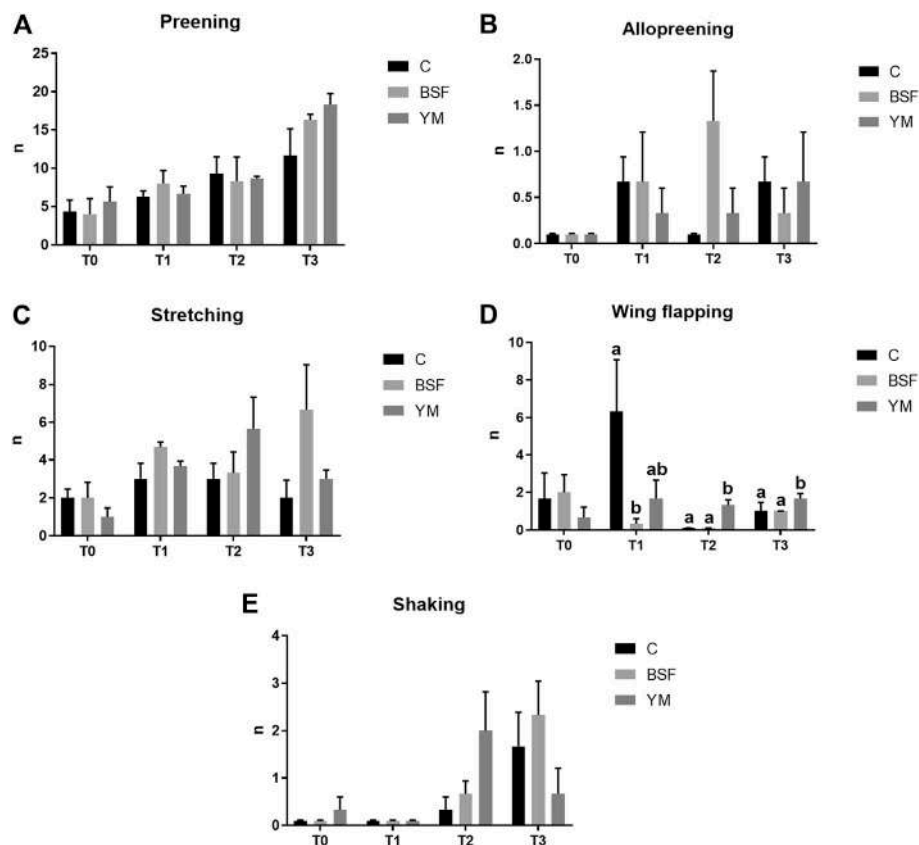 A
Preening
25
20
15
10
5
0
n
T0 T1 T2 T3
C
BSF
YM
B
Allopreening
2.0
1.5
1.0
0.5
0.0
n
T0 T1 T2 T3
C
BSF
YM
C
Stretching
10
8
6
4
2
0
n
T0 T1 T2 T3
C
BSF
YM
D
Wing flapping
10
8
6
4
2
0
n
a
b
ab
a a b
a a b
T0 T1 T2 T3
C
BSF
YM
E
Shaking
4
3
2
1
0
n
T0 T1 T2 T3
C
BSF
YM